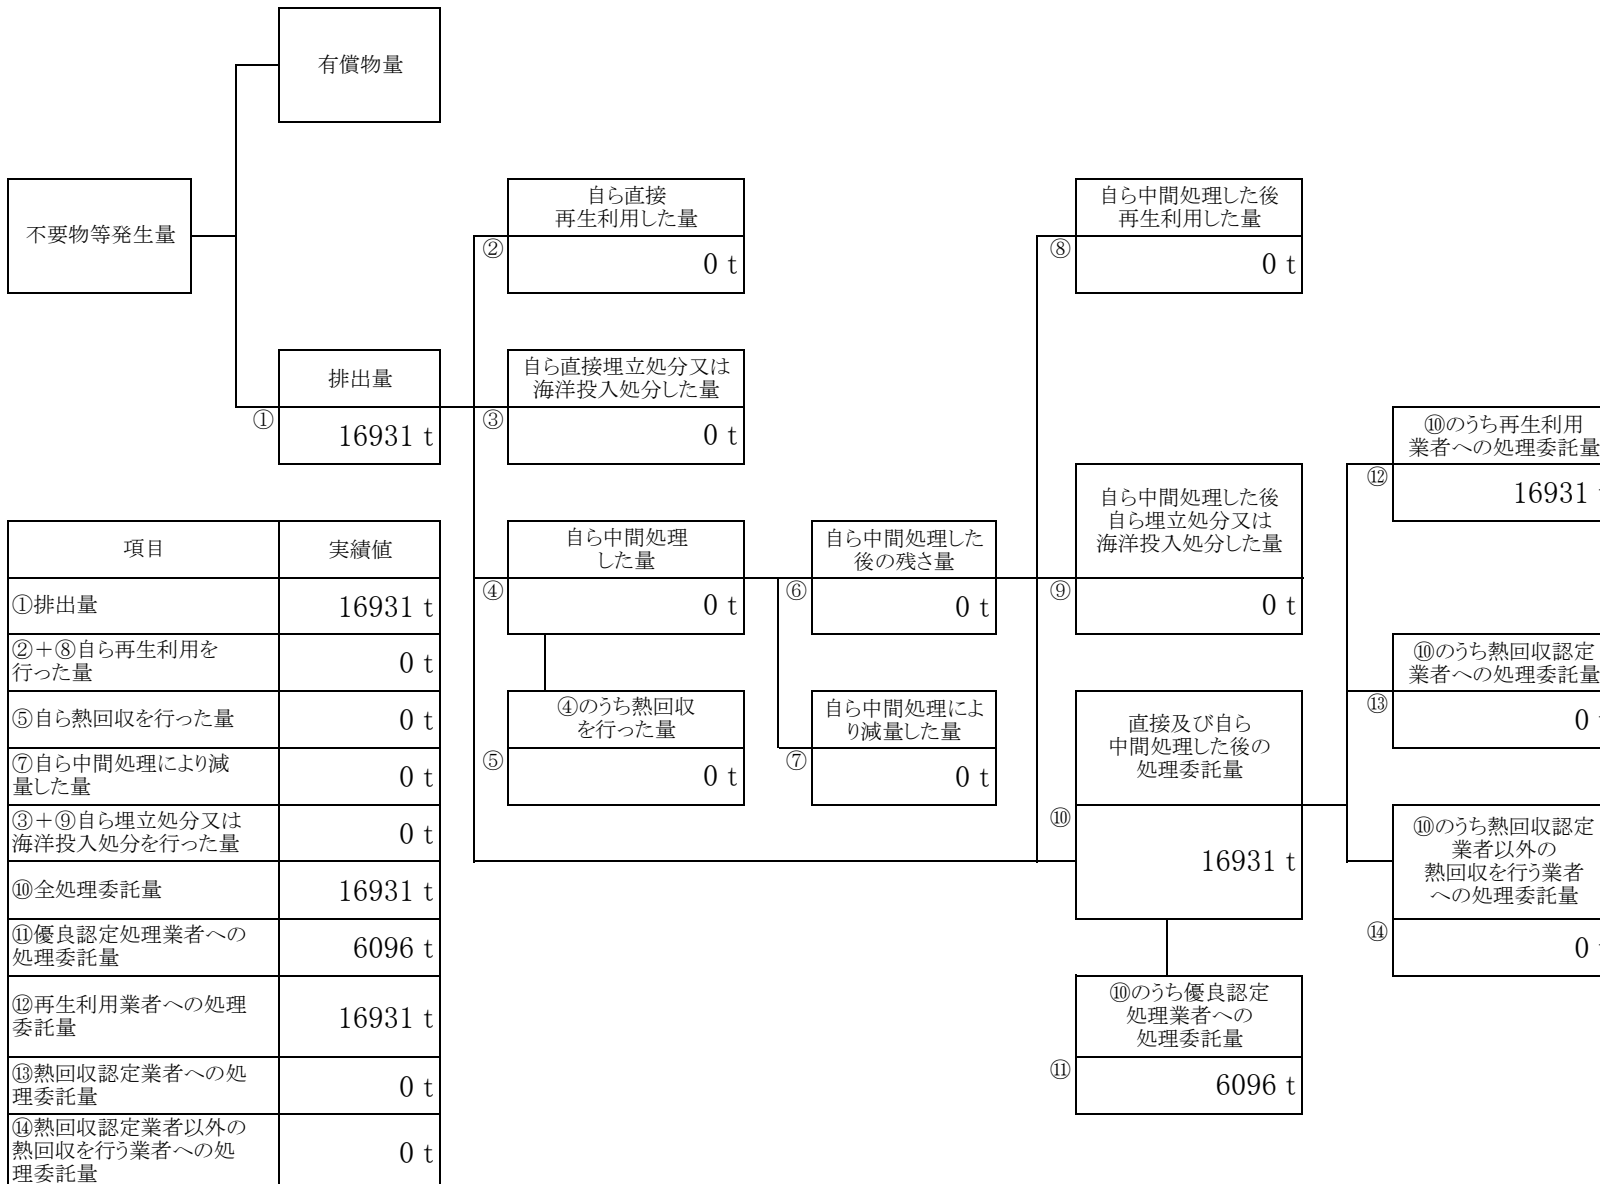 有償物量
不要物等発生量
排出量
①
16931 t
自ら直接
再生利用した量
②
0 t
自ら直接埋立処分又は
海洋投入処分した量
③
0 t
自ら中間処理
した量
④
0 t
④のうち熱回収
を行った量
⑤
0 t
自ら中間処理した
後の残さ量
⑥
0 t
自ら中間処理によ
り減量した量
⑦
0 t
自ら中間処理した後
再生利用した量
⑧
0 t
自ら中間処理した後
自ら埋立処分又は
海洋投入処分した量
⑨
0 t
直接及び自ら
中間処理した後の
処理委託量
⑩
16931 t
⑩のうち優良認定
処理業者への
処理委託量
⑪
6096 t
⑩のうち再生利用
業者への処理委託量
⑫
16931
⑩のうち熱回収認定
業者への処理委託量
⑬
0
⑩のうち熱回収認定
業者以外の
熱回収を行う業者
への処理委託量
⑭
0
項目 実績値
①排出量 16931 t
②＋⑧自ら再生利用を
行った量 0 t
⑤自ら熱回収を行った量 0 t
⑦自ら中間処理により減
量した量 0 t
③＋⑨自ら埋立処分又は
海洋投入処分を行った量 0 t
⑩全処理委託量 16931 t
⑪優良認定処理業者への
処理委託量 6096 t
⑫再生利用業者への処理
委託量 16931 t
⑬熱回収認定業者への処
理委託量 0 t
⑭熱回収認定業者以外の
熱回収を行う業者への処
理委託量 0 t